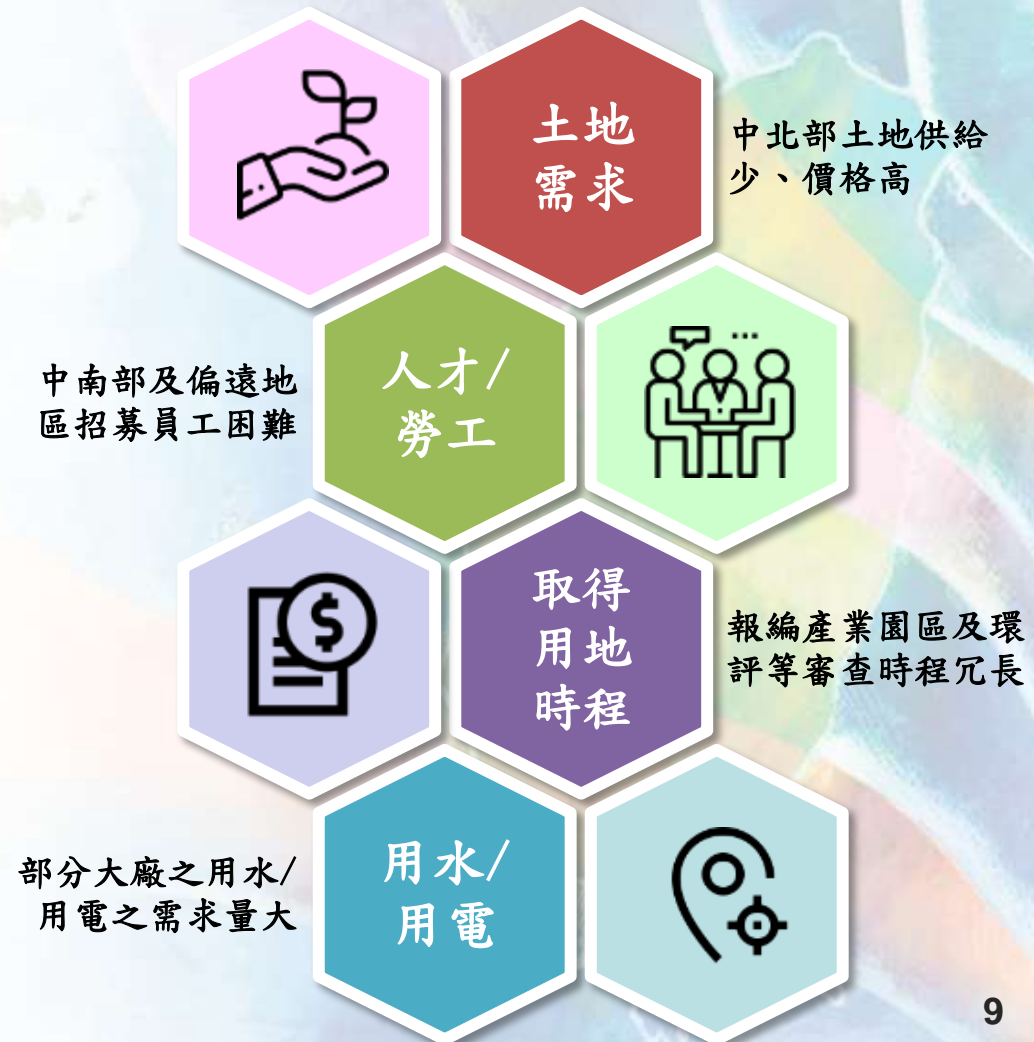 土地
需求
中北部土地供給
少、價格高
中南部及偏遠地
區招募員工困難
人才/
勞工
...
$
取得
用地
時程
報編產業園區及環
評等審查時程冗長
部分大廠之用水/
用電之需求量大
用水/
用電
9